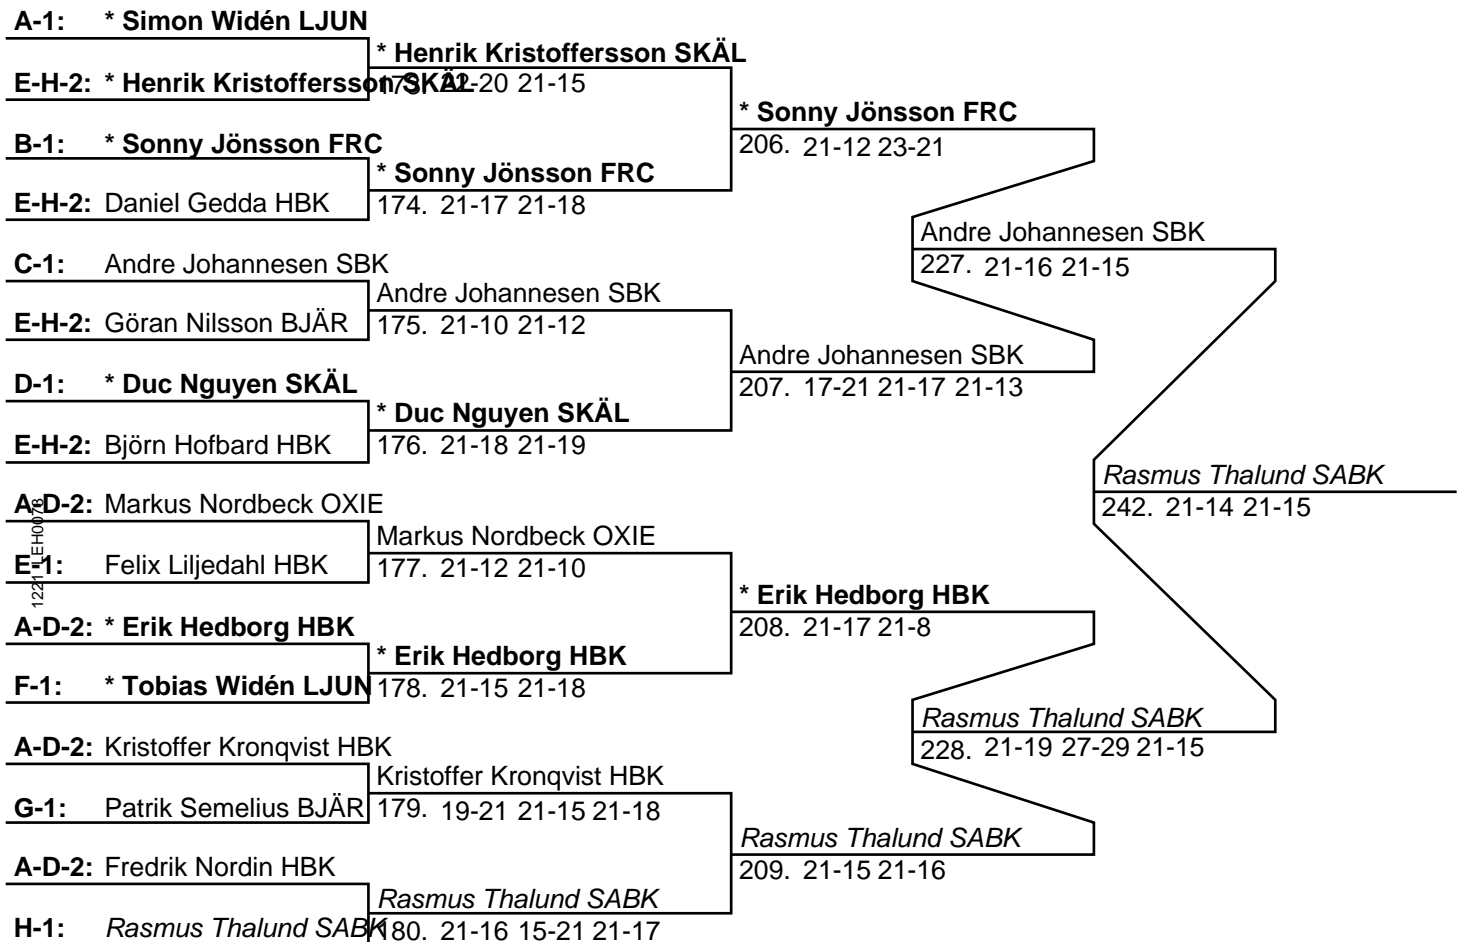 A-1: * Simon Widén LJUN
* Henrik Kristoffersson SKÄL
E-H-2: * Henrik Kristoffersson SKÄL
173. 22-20 21-15
* Sonny Jönsson FRC
206. 21-12 23-21
B-1: * Sonny Jönsson FRC
* Sonny Jönsson FRC
E-H-2: Daniel Gedda HBK
174. 21-17 21-18
Andre Johannesen SBK
227. 21-16 21-15
C-1: Andre Johannesen SBK
Andre Johannesen SBK
E-H-2: Göran Nilsson BJÄR
175. 21-10 21-12
Andre Johannesen SBK
207. 17-21 21-17 21-13
D-1: * Duc Nguyen SKÄL
* Duc Nguyen SKÄL
E-H-2: Björn Hofbard HBK
176. 21-18 21-19
Rasmus Thalund SABK
242. 21-14 21-15
A-D-2: Markus Nordbeck OXIE
Markus Nordbeck OXIE
E-1: Felix Liljedahl HBK
177. 21-12 21-10
* Erik Hedborg HBK
208. 21-17 21-8
A-D-2: * Erik Hedborg HBK
* Erik Hedborg HBK
F-1: * Tobias Widén LJUN
178. 21-15 21-18
Rasmus Thalund SABK
228. 21-19 27-29 21-15
A-D-2: Kristoffer Kronqvist HBK
Kristoffer Kronqvist HBK
G-1: Patrik Semelius BJÄR
179. 19-21 21-15 21-18
Rasmus Thalund SABK
209. 21-15 21-16
A-D-2: Fredrik Nordin HBK
Rasmus Thalund SABK
H-1: Rasmus Thalund SABK
180. 21-16 15-21 21-17